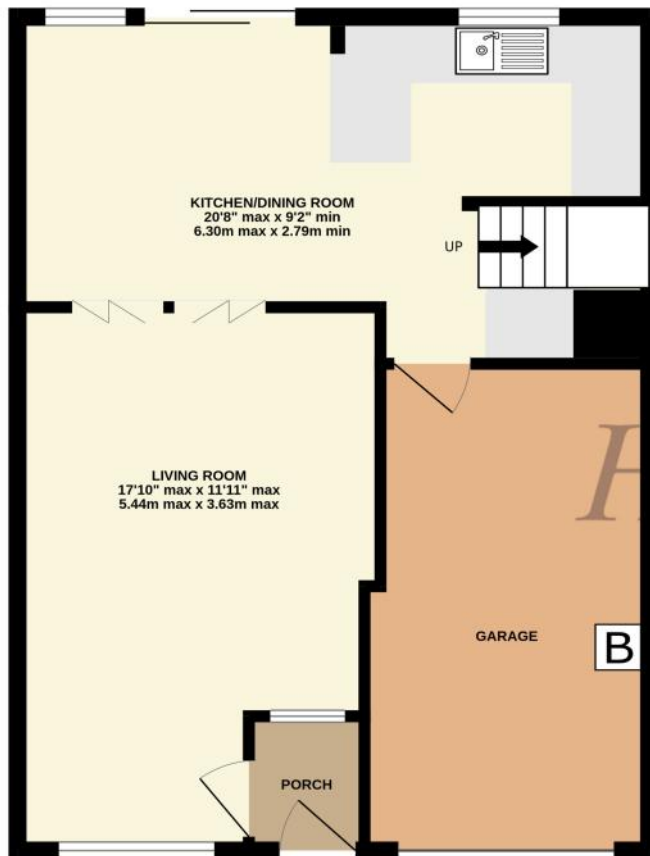 KITCHEN/DINING ROOM
20'8" max x 9'2" min
6.30m max x 2.79m min
UP
LIVING ROOM
17'10" max x 11'11" max
5.44m max x 3.63m max
H
GARAGE
B
PORCH